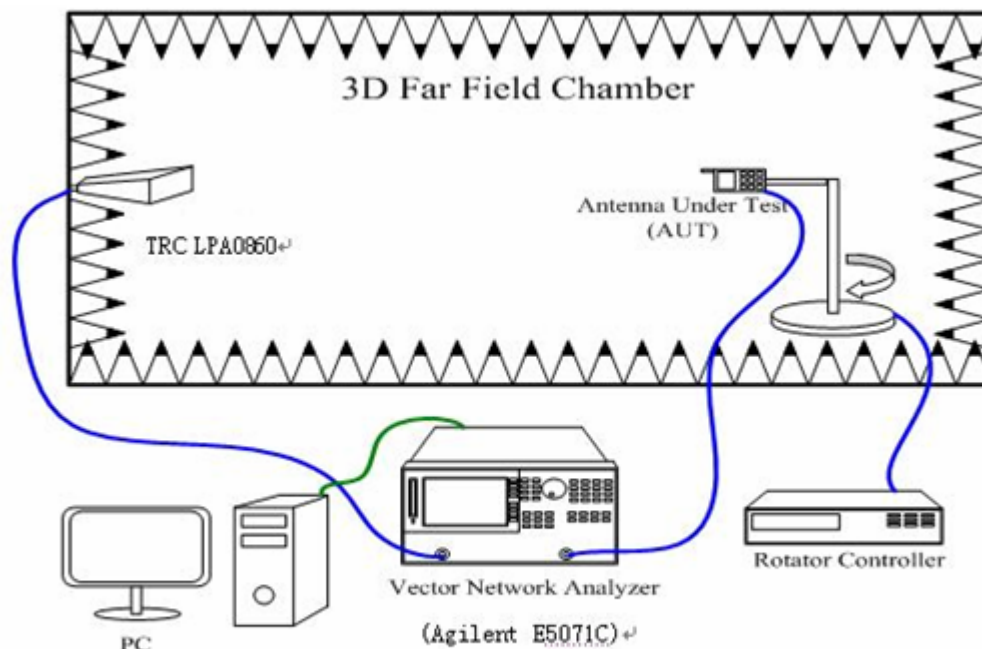 3D Far Field Chamber
Antenna Under Test
(AUT)
TRC LPA0860↵
Vector Network Analyzer
(Agilent E5071C)↵
Rotator Controller
PC